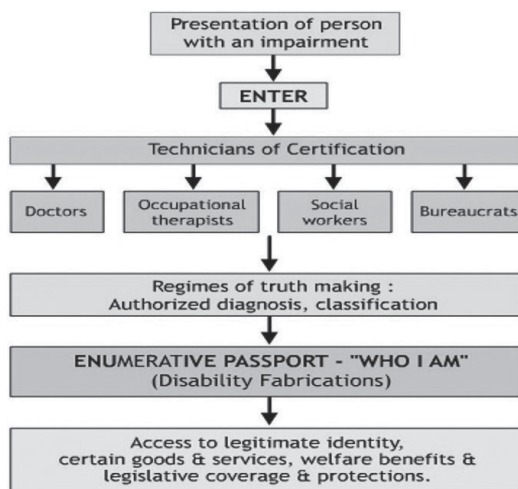 Presentation of person
with an impairment
ENTER
Technicians of Certification
Doctors
Occupational
therapists
Social
workers
Bureaucrats
Regimes of truth making :
Authorized diagnosis, classification
ENUMERATIVE PASSPORT - "WHO I AM"
(Disability Fabrications)
Access to legitimate identity,
certain goods & services, welfare benefits &
legislative coverage & protections.